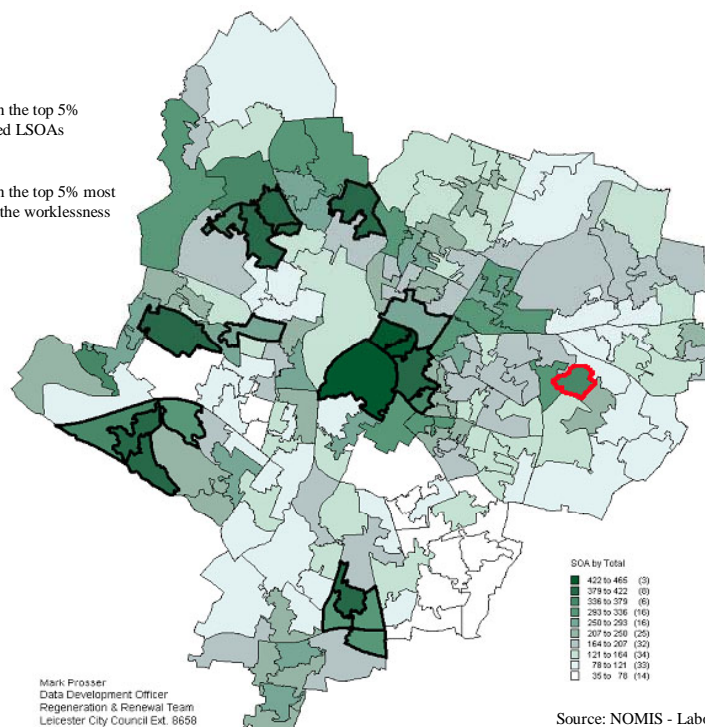 n the top 5%
ed LSOAs
n the top 5% most
the worklessness
SOA by Total
422 to 465 (3)
379 to 422 (8)
336 to 379 (6)
293 to 336 (16)
250 to 293 (16)
207 to 250 (25)
164 to 207 (32)
121 to 164 (34)
78 to 121 (33)
35 to 78 (14)
Mark Prosser
Data Development Officer
Regeneration & Renewal Team
Leicester City Council Ext. 8658
Source: NOMIS - Labo